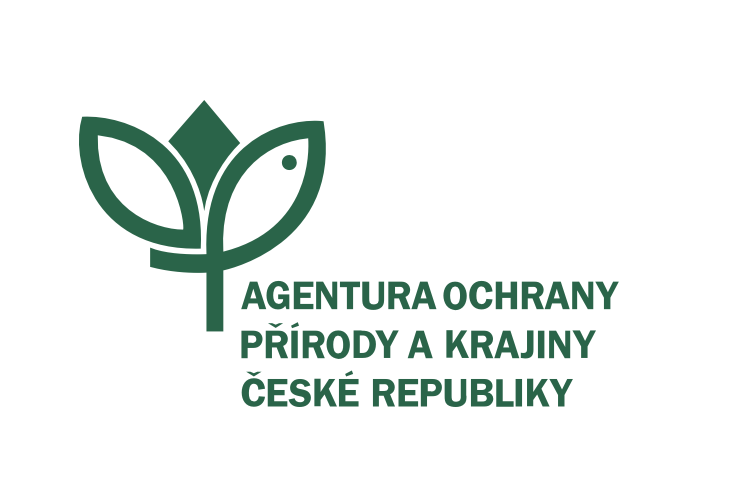 AGENTURA OCHRANY
PŘÍRODY A KRAJINY
ČESKÉ REPUBLIKY